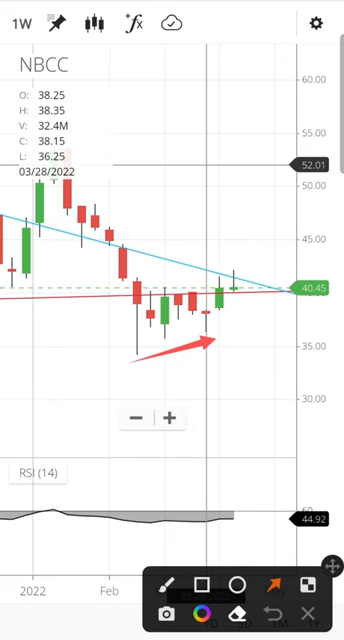 1W fx
NBCC
60.00
O: 38.25
H: 38.35
V: 32.4M
C: 38.15
L: 36.25
03/28/2022
55.00
52.01
50.00
45.00
40.45
35.00
30.00
RSI (14)
60
44.92
2022 Feb